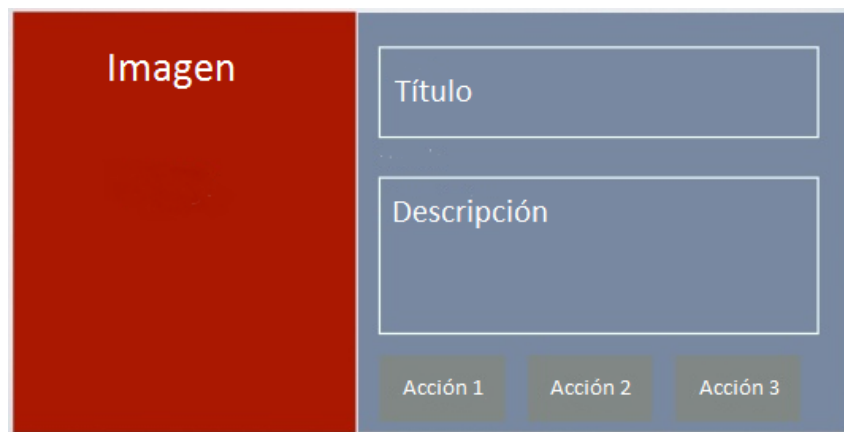 Imagen
Título
Descripción
Acción 1
Acción 2
Acción 3